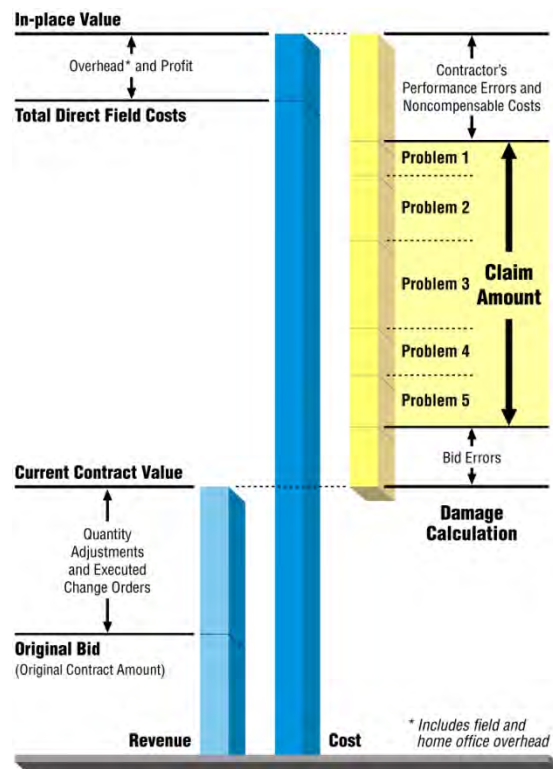 In-place Value
Overhead* and Profit
Total Direct Field Costs
Contractor's
Performance Errors and
Noncompensable Costs
Problem 1
Problem 2
Problem 3
Problem 4
Problem 5
Claim
Amount
Bid Errors
Current Contract Value
Quantity
Adjustments
and Executed
Change Orders
Damage
Calculation
Original Bid
(Original Contract Amount)
Revenue
Cost
* Includes field and
home office overhead